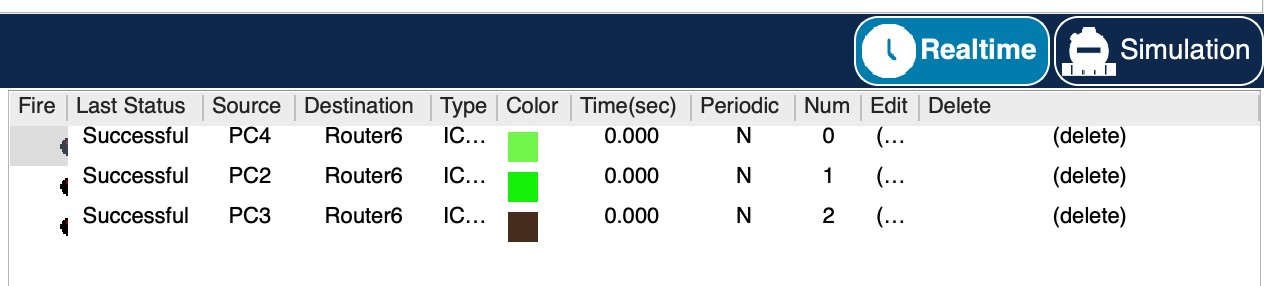 Realtime Simulation
Fire Last Status Source Destination Type Color Time(sec) Periodic Num Edit Delete
Successful PC4 Router6 IC... 0.000 N 0 (... (delete)
Successful PC2 Router6 IC... 0.000 N 1 (... (delete)
Successful PC3 Router6 IC... 0.000 N 2 (... (delete)